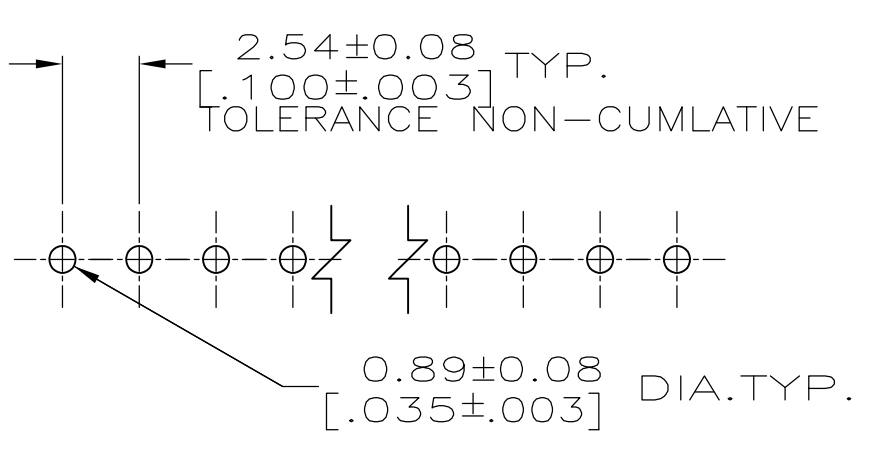 2.54±0.08 TYP.
[.100±.003]
TOLERANCE NON-CUMLATIVE
0.89±0.08 DIA.TYP.
[.035±.003]